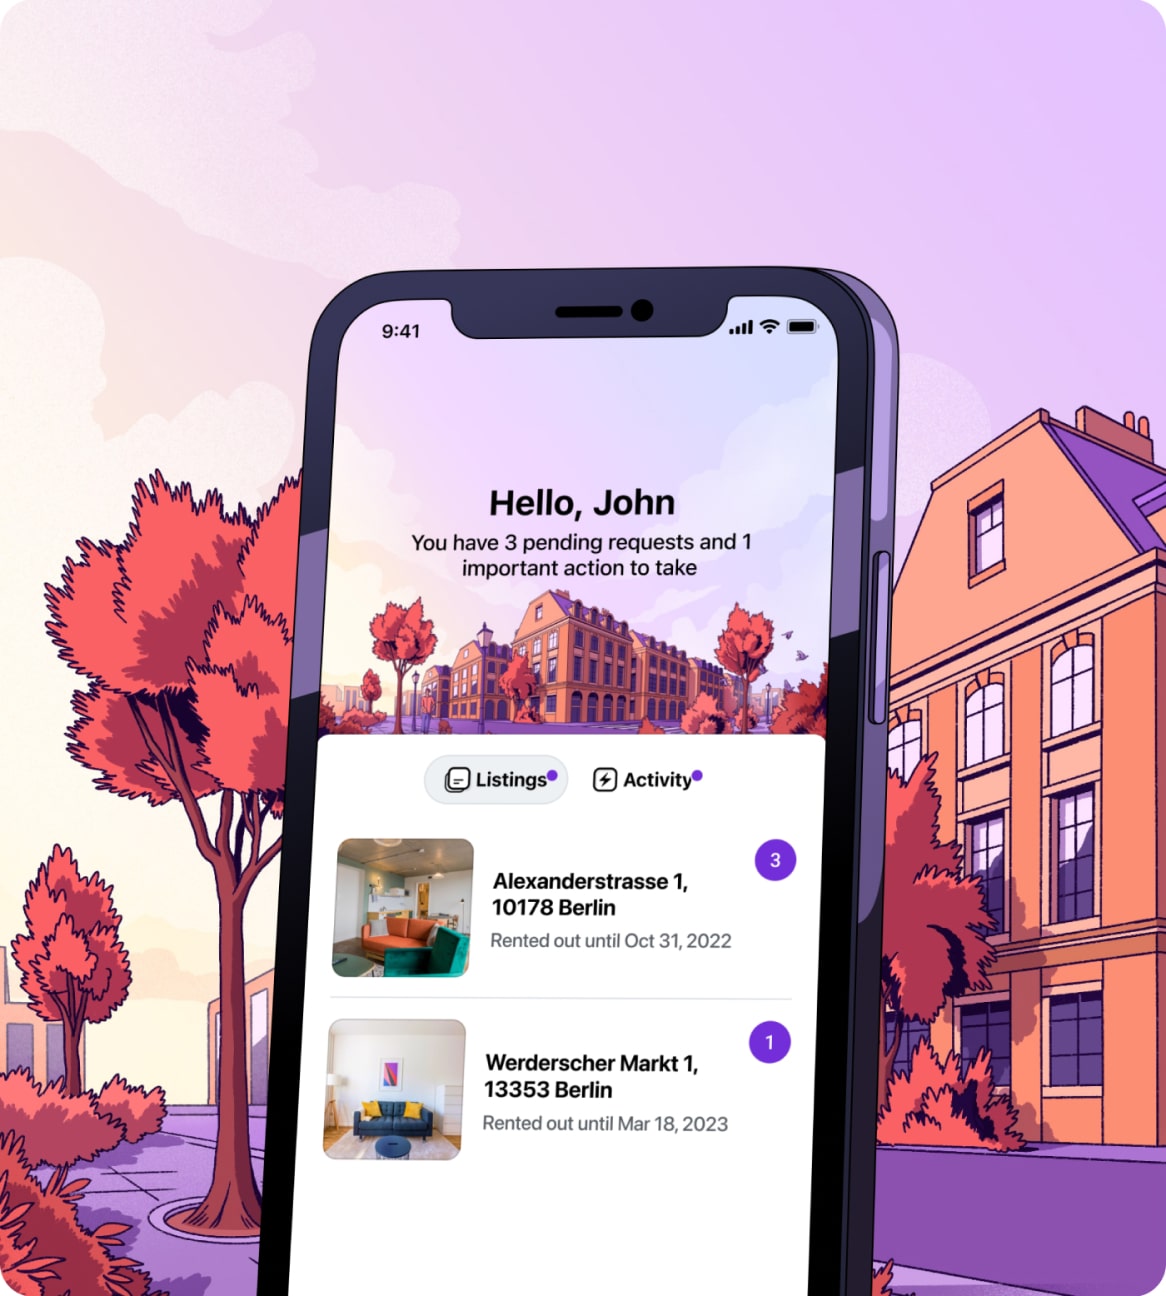 9:41
Hello, John
You have 3 pending requests and 1
important action to take
Listings
Activity
3
Alexanderstrasse 1,
10178 Berlin
Rented out until Oct 31, 2022
1
Werderscher Markt 1,
13353 Berlin
Rented out until Mar 18, 2023